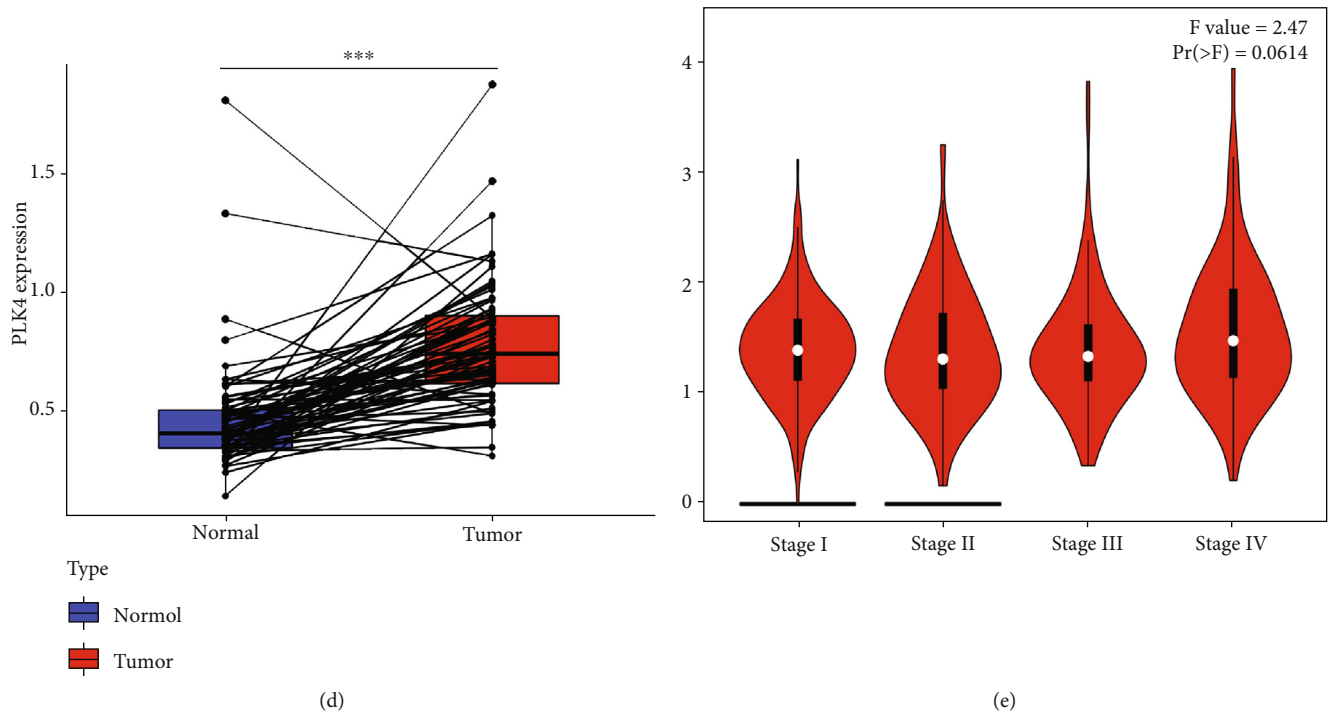 ***
PLK4 expression
1.5
1.0
0.5
Normal
Tumor
Type
Normol
Tumor
(d)
F value = 2.47
Pr(>F) = 0.0614
4
3
2
1
0
Stage I
Stage II
Stage III
Stage IV
(e)